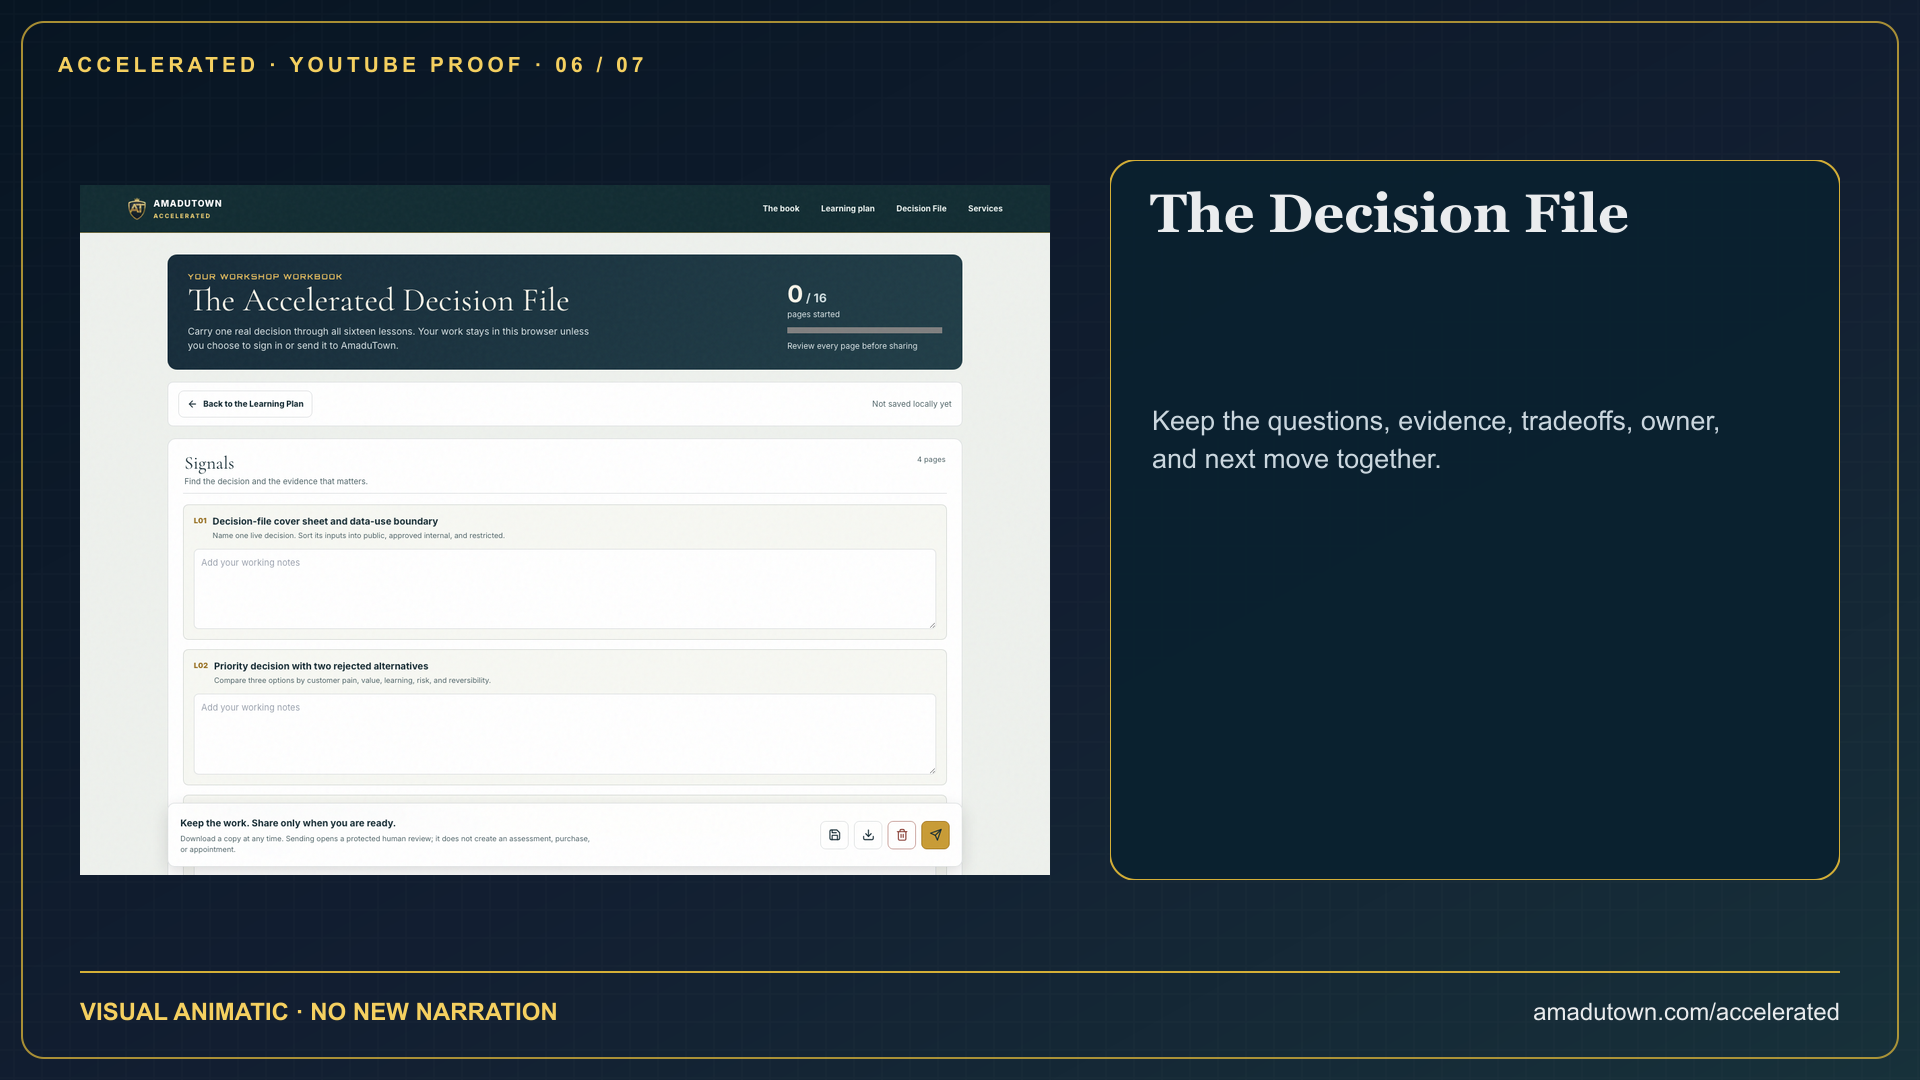 ACCELERATED · YOUTUBE PROOF · 06 / 07
AMADUTOWN
ACCELERATED
The book
Learning plan
Decision File
Services
YOUR WORKSHOP WORKBOOK
The Accelerated Decision File
Carry one real decision through all sixteen lessons. Your work stays in this browser unless
you choose to sign in or send it to AmaduTown.
0 / 16
pages started
Review every page before sharing
Back to the Learning Plan
Not saved locally yet
Signals
4 pages
Find the decision and the evidence that matters.
L01 Decision-file cover sheet and data-use boundary
Name one live decision. Sort its inputs into public, approved internal, and restricted.
Add your working notes
L02 Priority decision with two rejected alternatives
Compare three options by customer pain, value, learning, risk, and reversibility.
Add your working notes
Keep the work. Share only when you are ready.
Download a copy at any time. Sending opens a protected human review; it does not create an assessment, purchase,
or appointment.
The Decision File
Keep the questions, evidence, tradeoffs, owner,
and next move together.
VISUAL ANIMATIC · NO NEW NARRATION
amadutown.com/accelerated